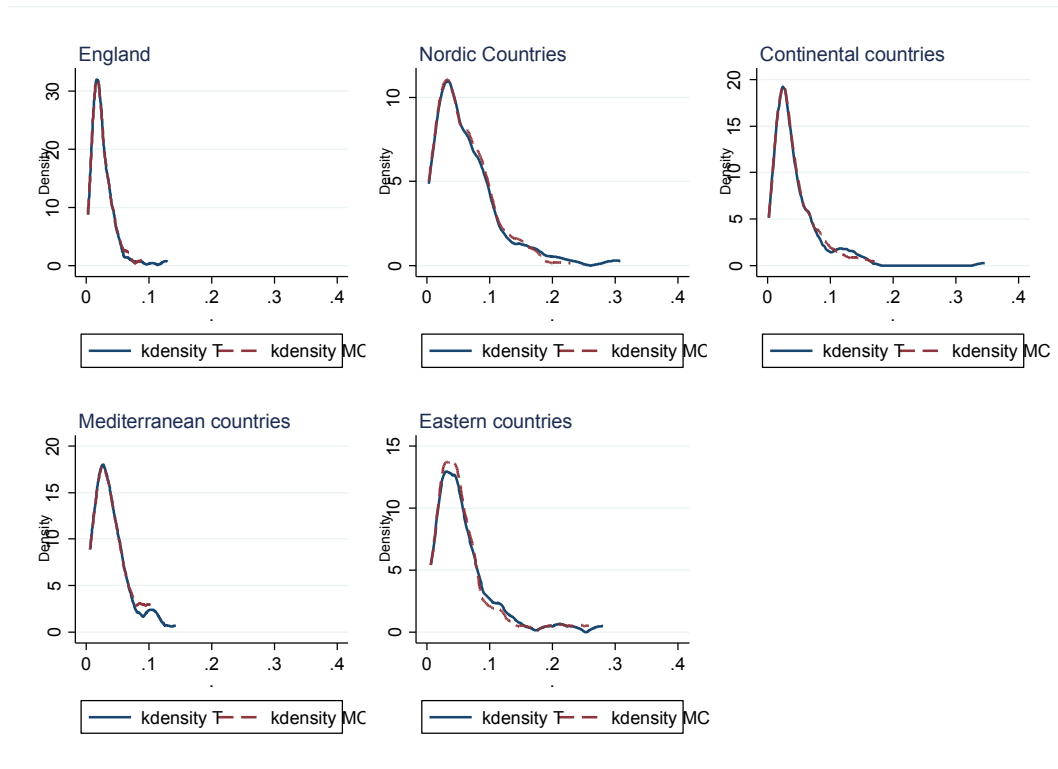 England
Nordic Countries
Continental countries
Density
0 10 20 30
0 .1 .2 .3 .4
.
kdensity T kdensity MC
Density
0 5 10
0 .1 .2 .3 .4
.
kdensity T kdensity MC
Density
0 5 10 15 20
0 .1 .2 .3 .4
.
kdensity T kdensity MC
Mediterranean countries
Eastern countries
Density
0 5 10 15 20
0 .1 .2 .3 .4
.
kdensity T kdensity MC
Density
0 5 10 15
0 .1 .2 .3 .4
.
kdensity T kdensity MC